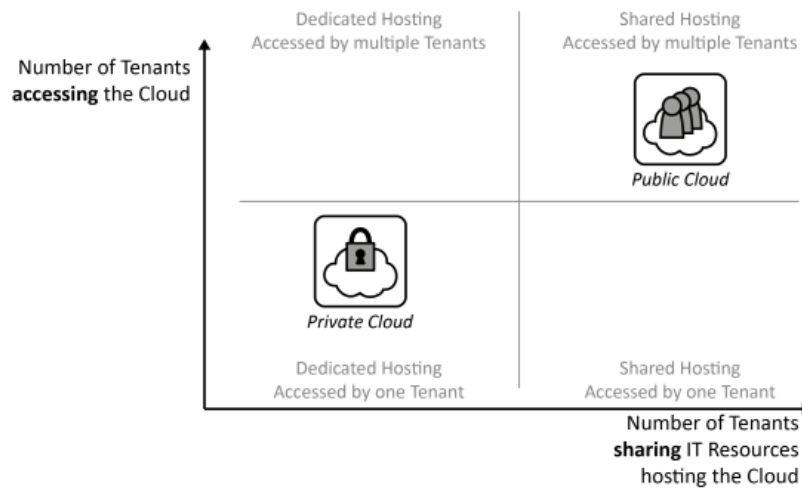 Dedicated Hosting
Accessed by multiple Tenants
Shared Hosting
Accessed by multiple Tenants
Number of Tenants
accessing the Cloud
Public Cloud
Private Cloud
Dedicated Hosting
Accessed by one Tenant
Shared Hosting
Accessed by one Tenant
Number of Tenants
sharing IT Resources
hosting the Cloud